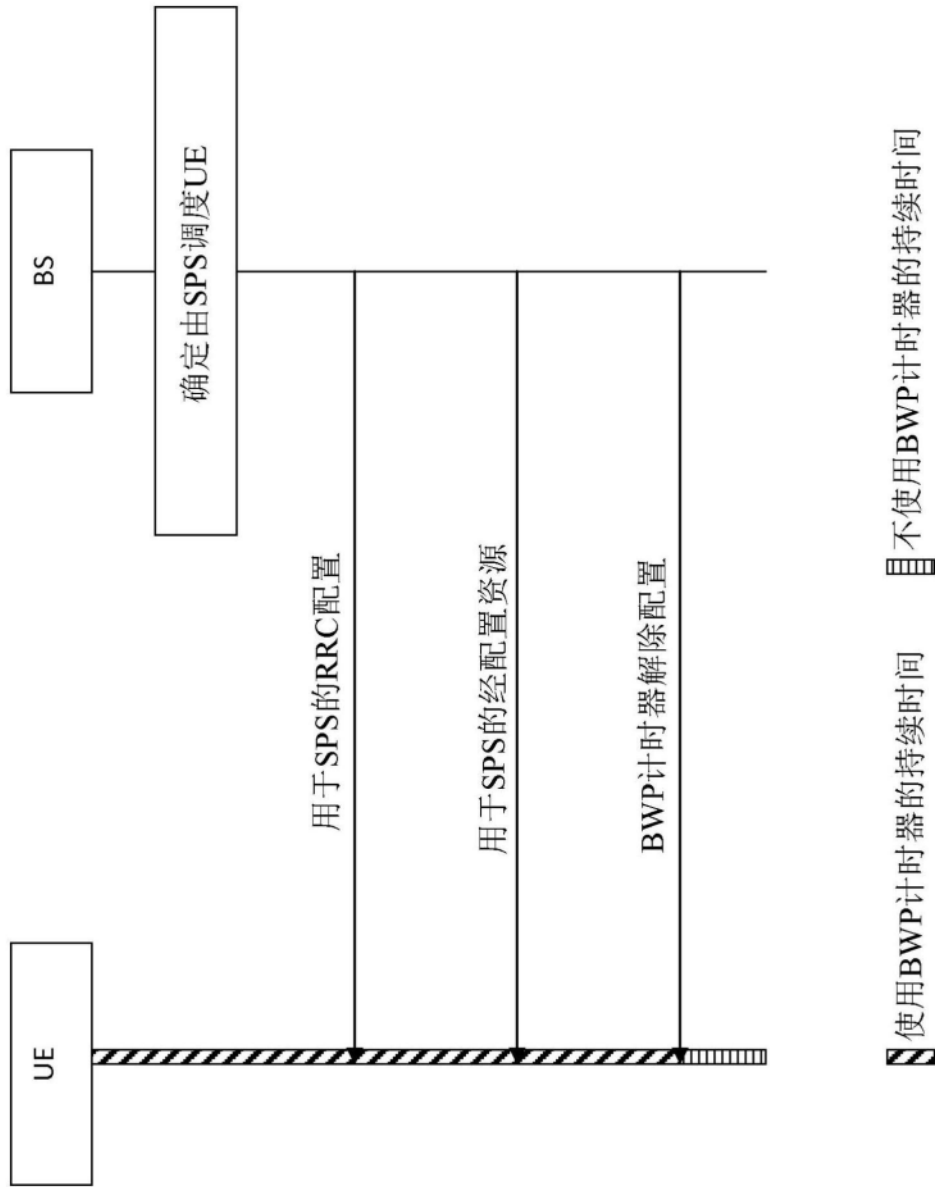 UE
BS
确定由SPS调度UE
用于SPS的RRC配置
用于SPS的经配置资源
BWP计时器解除配置
使用BWP计时器的持续时间
不使用BWP计时器的持续时间